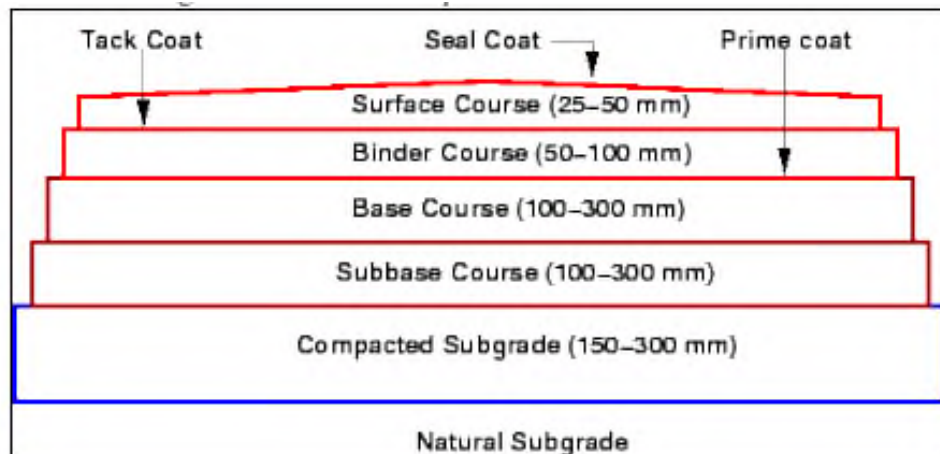 Tack Coat Seal Coat Prime coat
Surface Course (25–50 mm)
Binder Course (50–100 mm)
Base Course (100–300 mm)
Subbase Course (100–300 mm)
Compacted Subgrade (150–300 mm)
Natural Subgrade